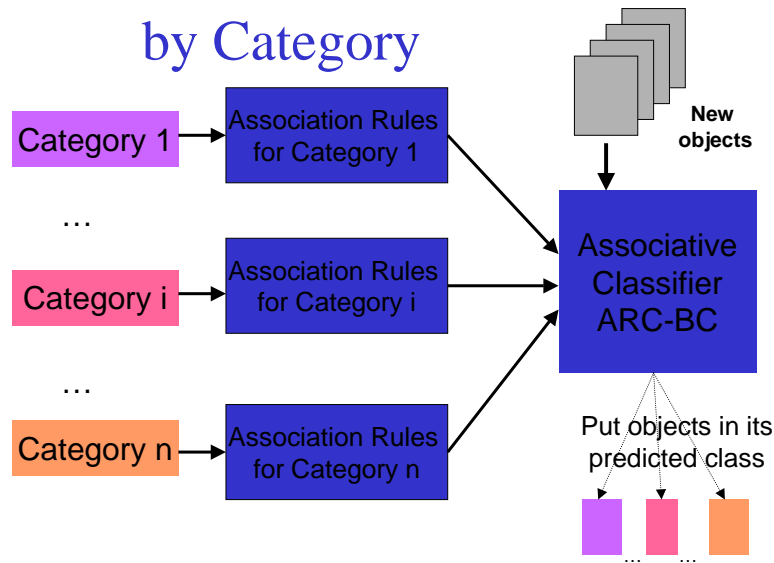 by Category
Category 1
Association Rules
for Category 1
New
objects
...
Category i
Association Rules
for Category i
Associative
Classifier
ARC-BC
...
Category n
Association Rules
for Category n
Put objects in its
predicted class
... ...